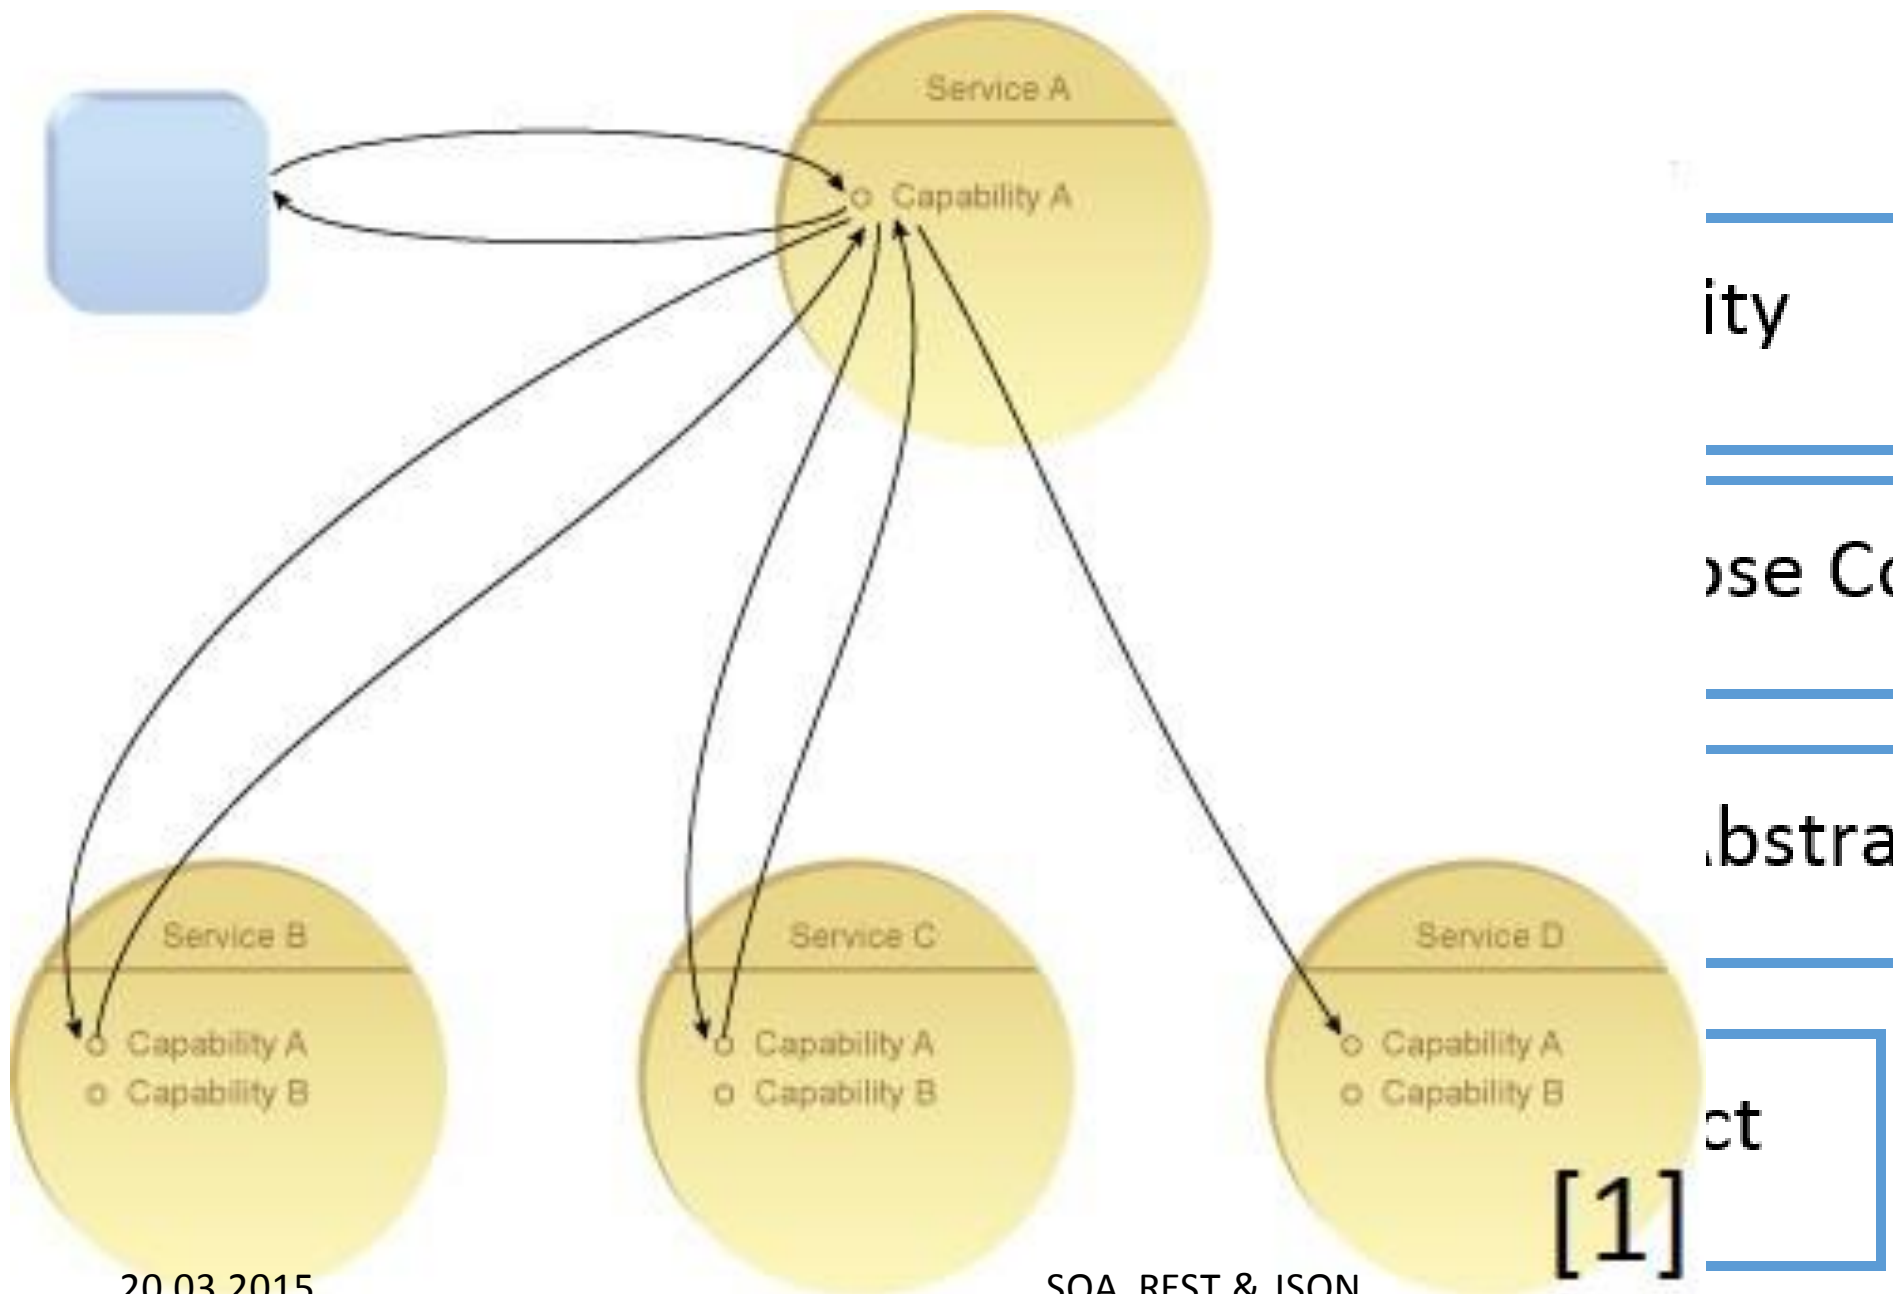 Service A
Capability A
ity
ose Co
bstra
Service B
Capability A
Capability B
Service C
Capability A
Capability B
Service D
Capability A
Capability B
ct
[1]
20.03.2015
SOA, REST & JSON